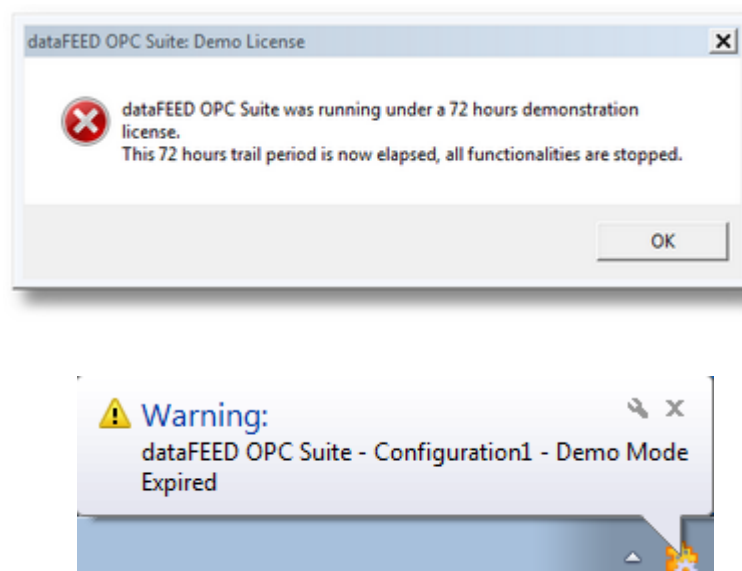 dataFEED OPC Suite: Demo License
dataFEED OPC Suite was running under a 72 hours demonstration
license.
This 72 hours trail period is now elapsed, all functionalities are stopped.
OK
Warning:
dataFEED OPC Suite - Configuration1 - Demo Mode
Expired